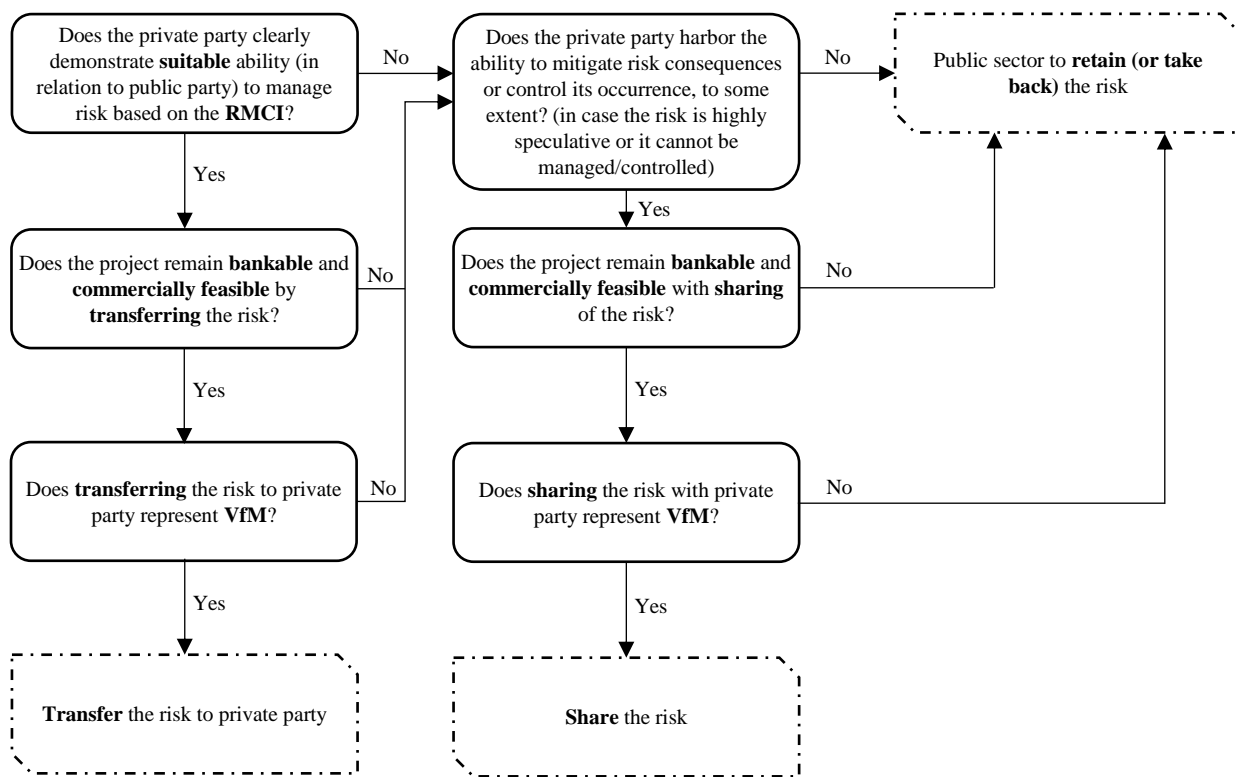 Does the private party clearly
demonstrate suitable ability (in
relation to public party) to manage
risk based on the RMCI?
No
Does the private party harbor the
ability to mitigate risk consequences
or control its occurrence, to some
extent? (in case the risk is highly
speculative or it cannot be
managed/controlled)
No
Public sector to retain (or take
back) the risk
Yes
Yes
Does the project remain bankable and
commercially feasible by
transferring the risk?
No
Does the project remain bankable and
commercially feasible with sharing
of the risk?
No
Yes
Yes
Does transferring the risk to private
party represent VfM?
No
Does sharing the risk with private
party represent VfM?
No
Yes
Yes
Transfer the risk to private party
Share the risk